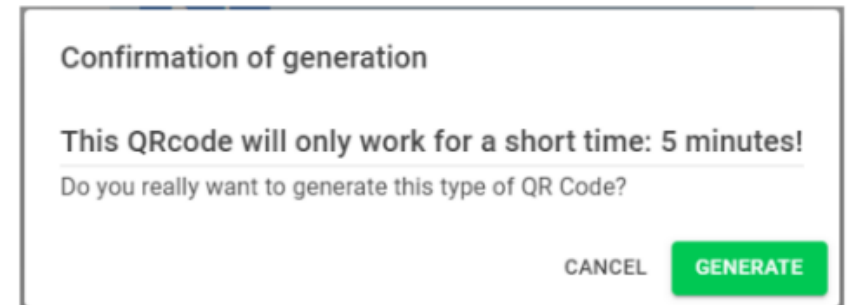 Confirmation of generation
This QRcode will only work for a short time: 5 minutes!
Do you really want to generate this type of QR Code?
CANCEL GENERATE